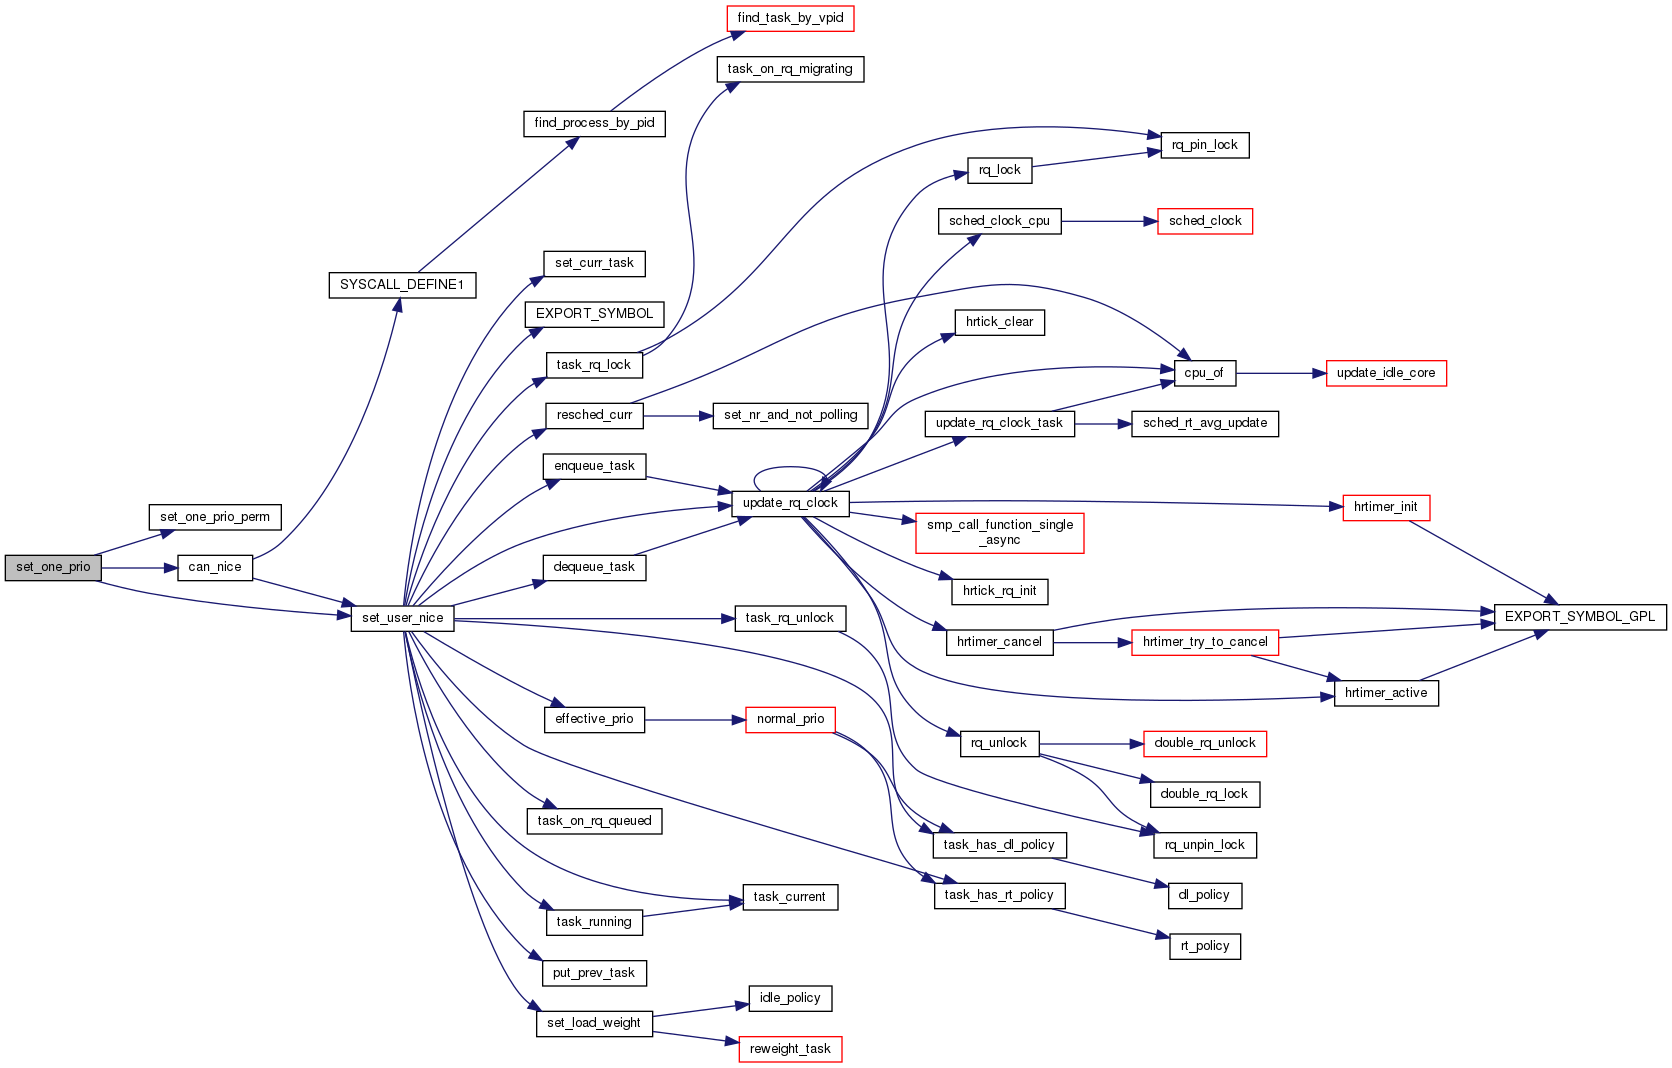 find_task_by_vpid
task_on_rq_migrating
find_process_by_pid
rq_pin_lock
rq_lock
sched_clock_cpu
sched_clock
set_curr_task
SYSCALL_DEFINE1
EXPORT_SYMBOL
hrtick_clear
task_rq_lock
cpu_of
update_idle_core
resched_curr
set_nr_and_not_polling
update_rq_clock_task
sched_rt_avg_update
enqueue_task
update_rq_clock
hrtimer_init
set_one_prio_perm
smp_call_function_single
_async
set_one_prio
can_nice
dequeue_task
hrtick_rq_init
set_user_nice
task_rq_unlock
EXPORT_SYMBOL_GPL
hrtimer_cancel
hrtimer_try_to_cancel
hrtimer_active
effective_prio
normal_prio
rq_unlock
double_rq_unlock
double_rq_lock
task_on_rq_queued
task_has_dl_policy
rq_unpin_lock
task_current
task_has_rt_policy
dl_policy
task_running
rt_policy
put_prev_task
idle_policy
set_load_weight
reweight_task